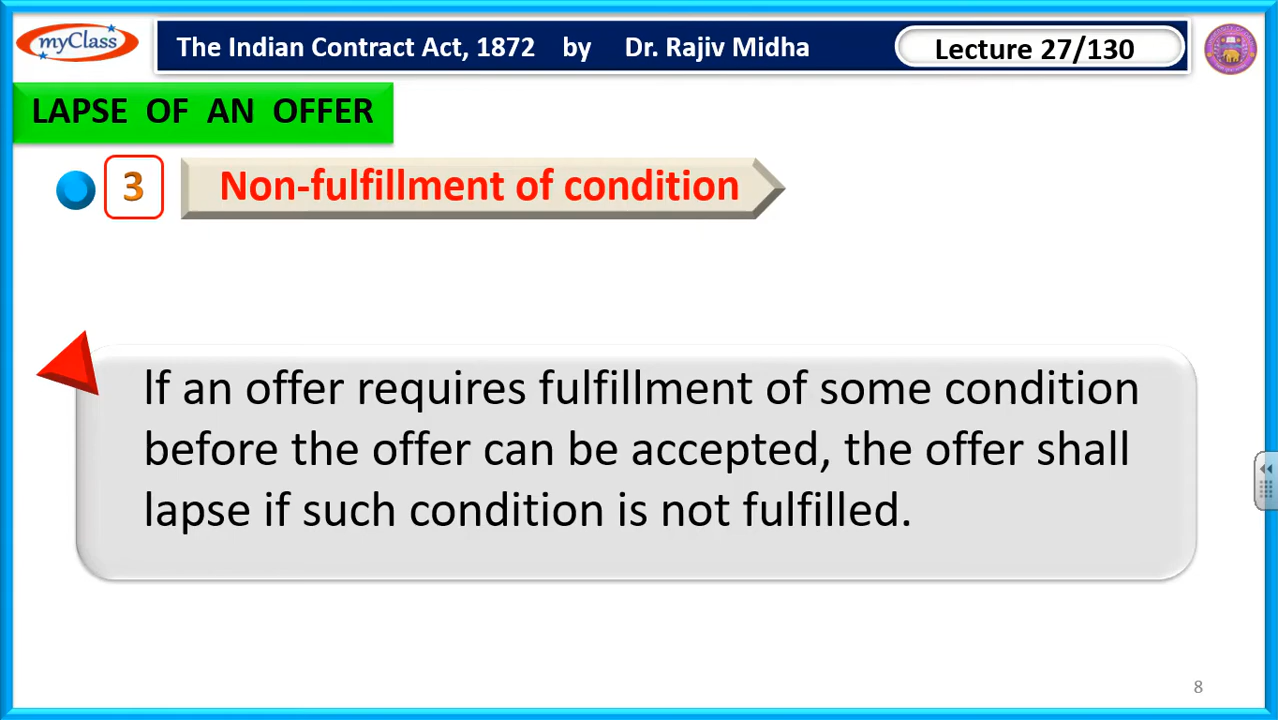 myClass
The Indian Contract Act, 1872 by Dr. Rajiv Midha
Lecture 27/130
LAPSE OF AN OFFER
3
Non-fulfillment of condition
If an offer requires fulfillment of some condition
before the offer can be accepted, the offer shall
lapse if such condition is not fulfilled.
8